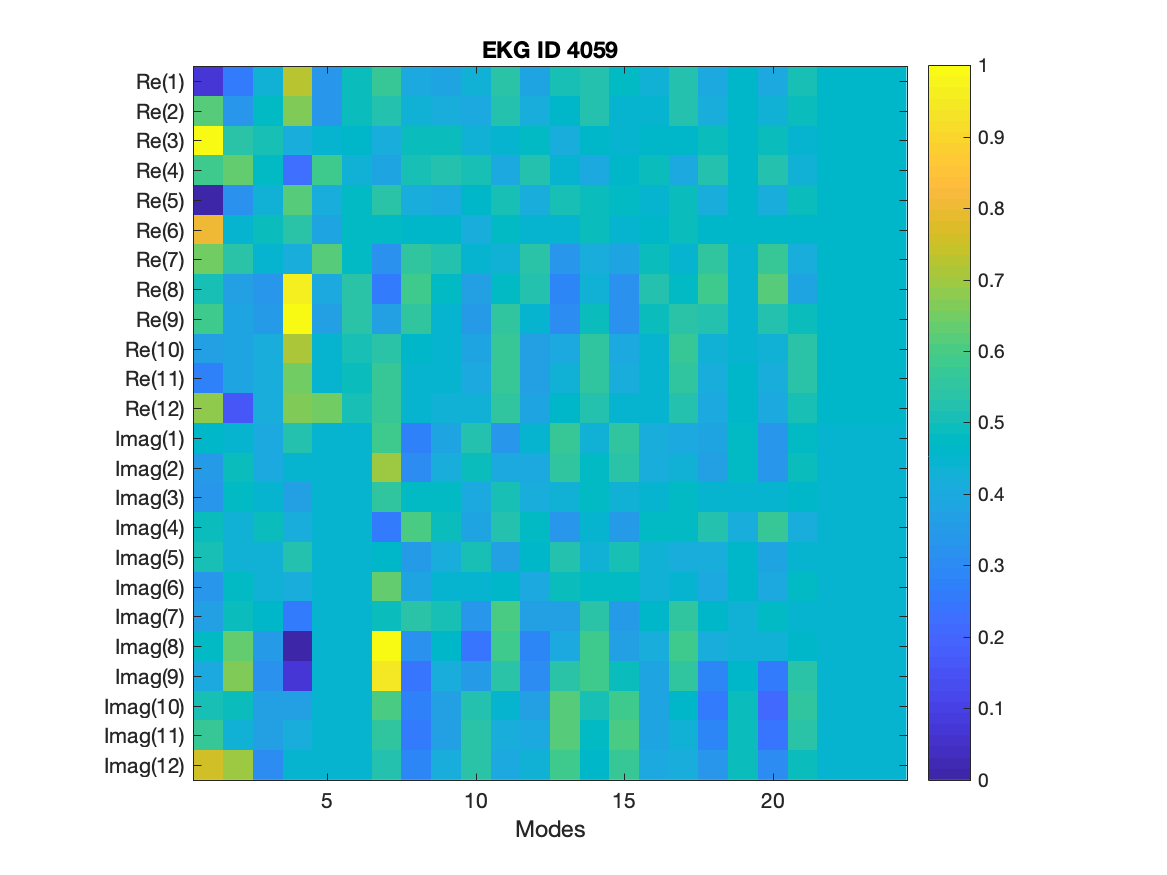 EKG ID 4059
Re(1)
Re(2)
Re(3)
Re(4)
Re(5)
Re(6)
Re(7)
Re(8)
Re(9)
Re(10)
Re(11)
Re(12)
Imag(1)
Imag(2)
Imag(3)
Imag(4)
Imag(5)
Imag(6)
Imag(7)
Imag(8)
Imag(9)
Imag(10)
Imag(11)
Imag(12)
5 10 15 20
Modes
1
0.9
0.8
0.7
0.6
0.5
0.4
0.3
0.2
0.1
0